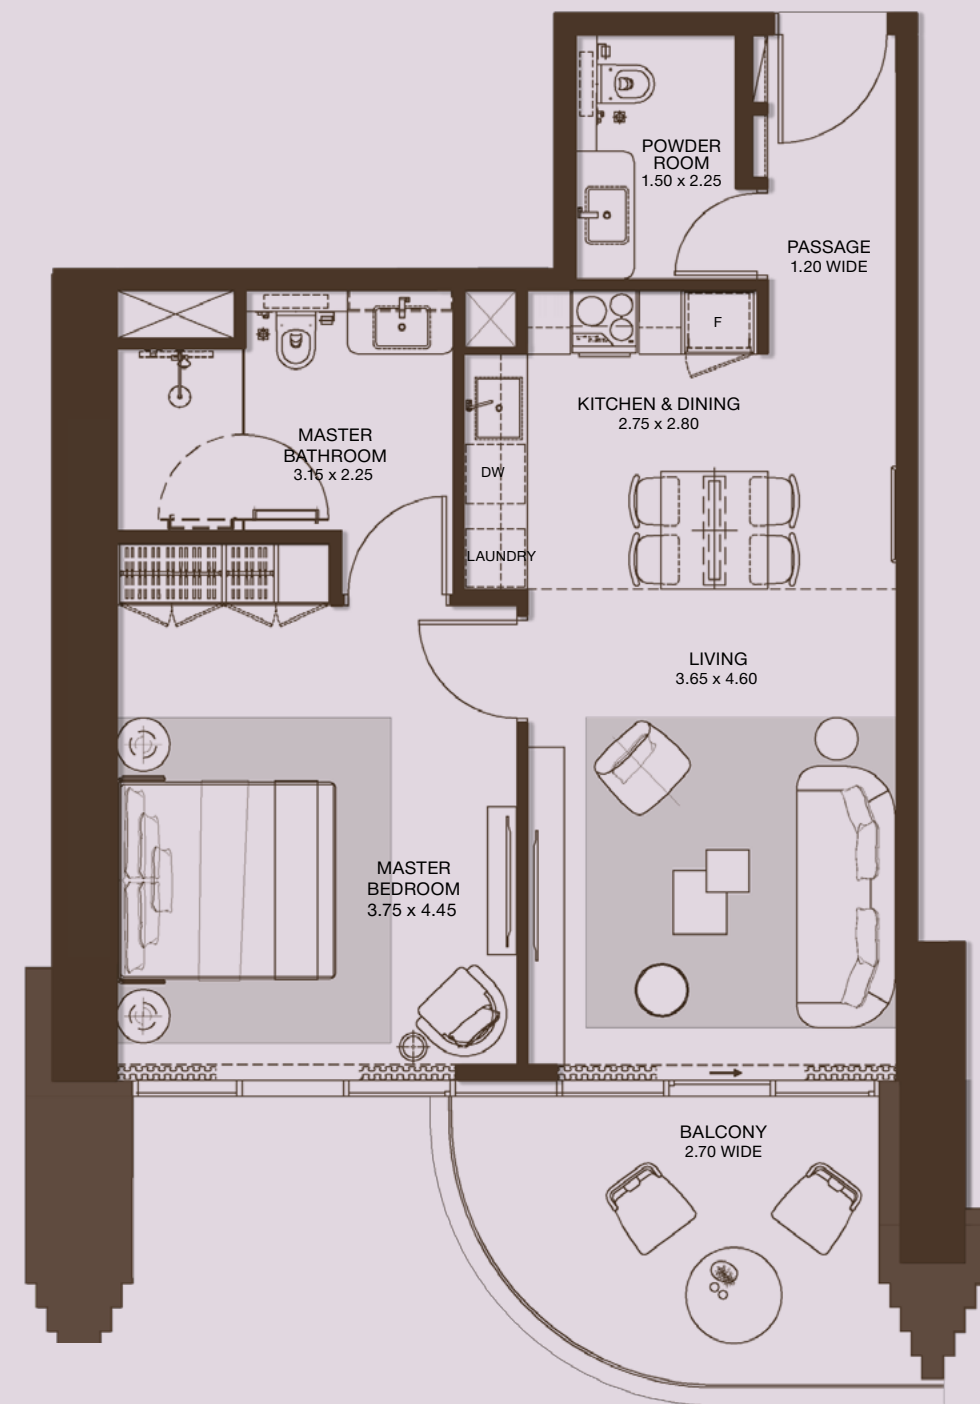 POWDER
ROOM
1.50 x 2.25
PASSAGE
1.20 WIDE
F
KITCHEN & DINING
2.75 x 2.80
MASTER
BATHROOM
3.15 x 2.25
DW
LAUNDRY
LIVING
3.65 x 4.60
MASTER
BEDROOM
3.75 x 4.45
BALCONY
2.70 WIDE